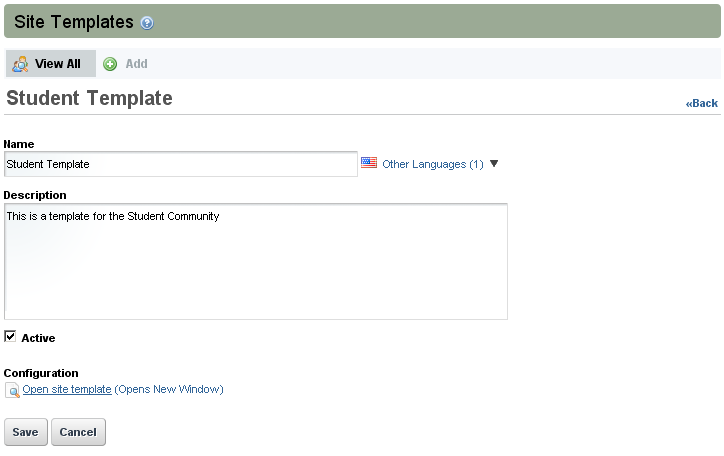 Site Templates
View All Add
Student Template
«Back
Name
Student Template Other Languages (1)
Description
This is a template for the Student Community
Active
Configuration
Open site template (Opens New Window)
Save Cancel